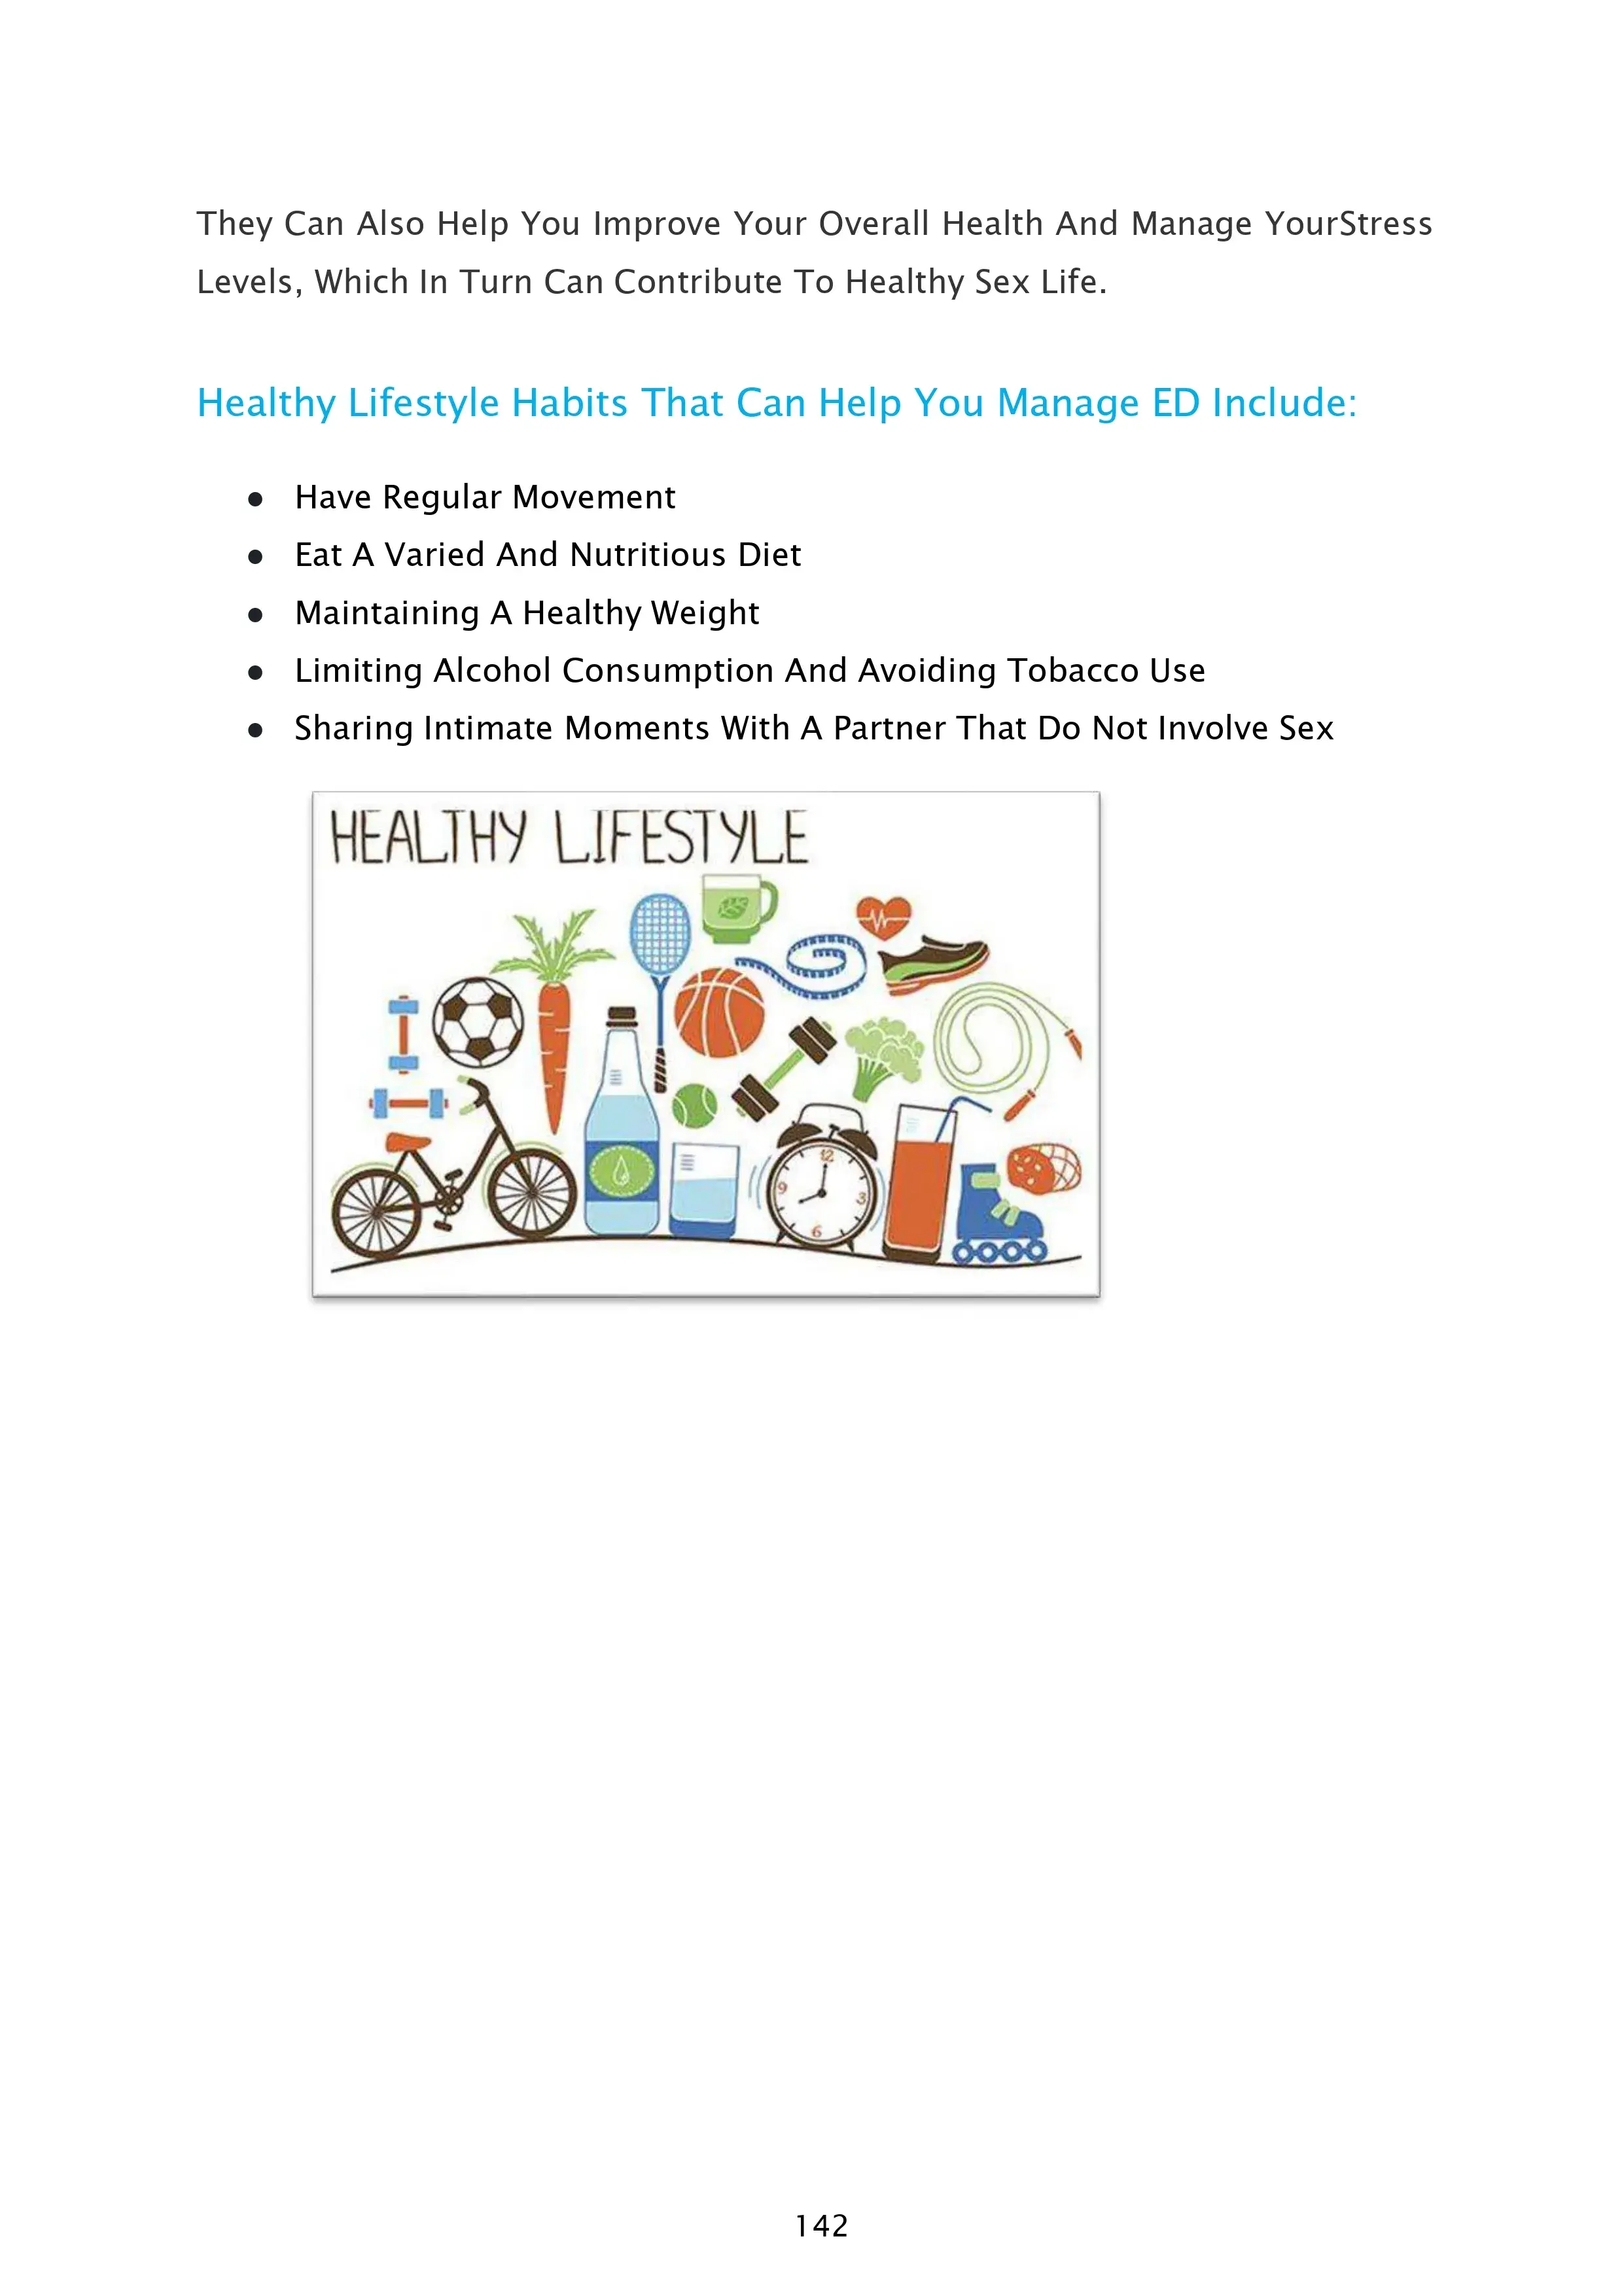 They Can Also Help You Improve Your Overall Health And Manage YourStress
Levels, Which In Turn Can Contribute To Healthy Sex Life.
Healthy Lifestyle Habits That Can Help You Manage ED Include:
● Have Regular Movement
● Eat A Varied And Nutritious Diet
● Maintaining A Healthy Weight
● Limiting Alcohol Consumption And Avoiding Tobacco Use
● Sharing Intimate Moments With A Partner That Do Not Involve Sex
HEALTHY LIFESTYLE
12
9
3
6
142